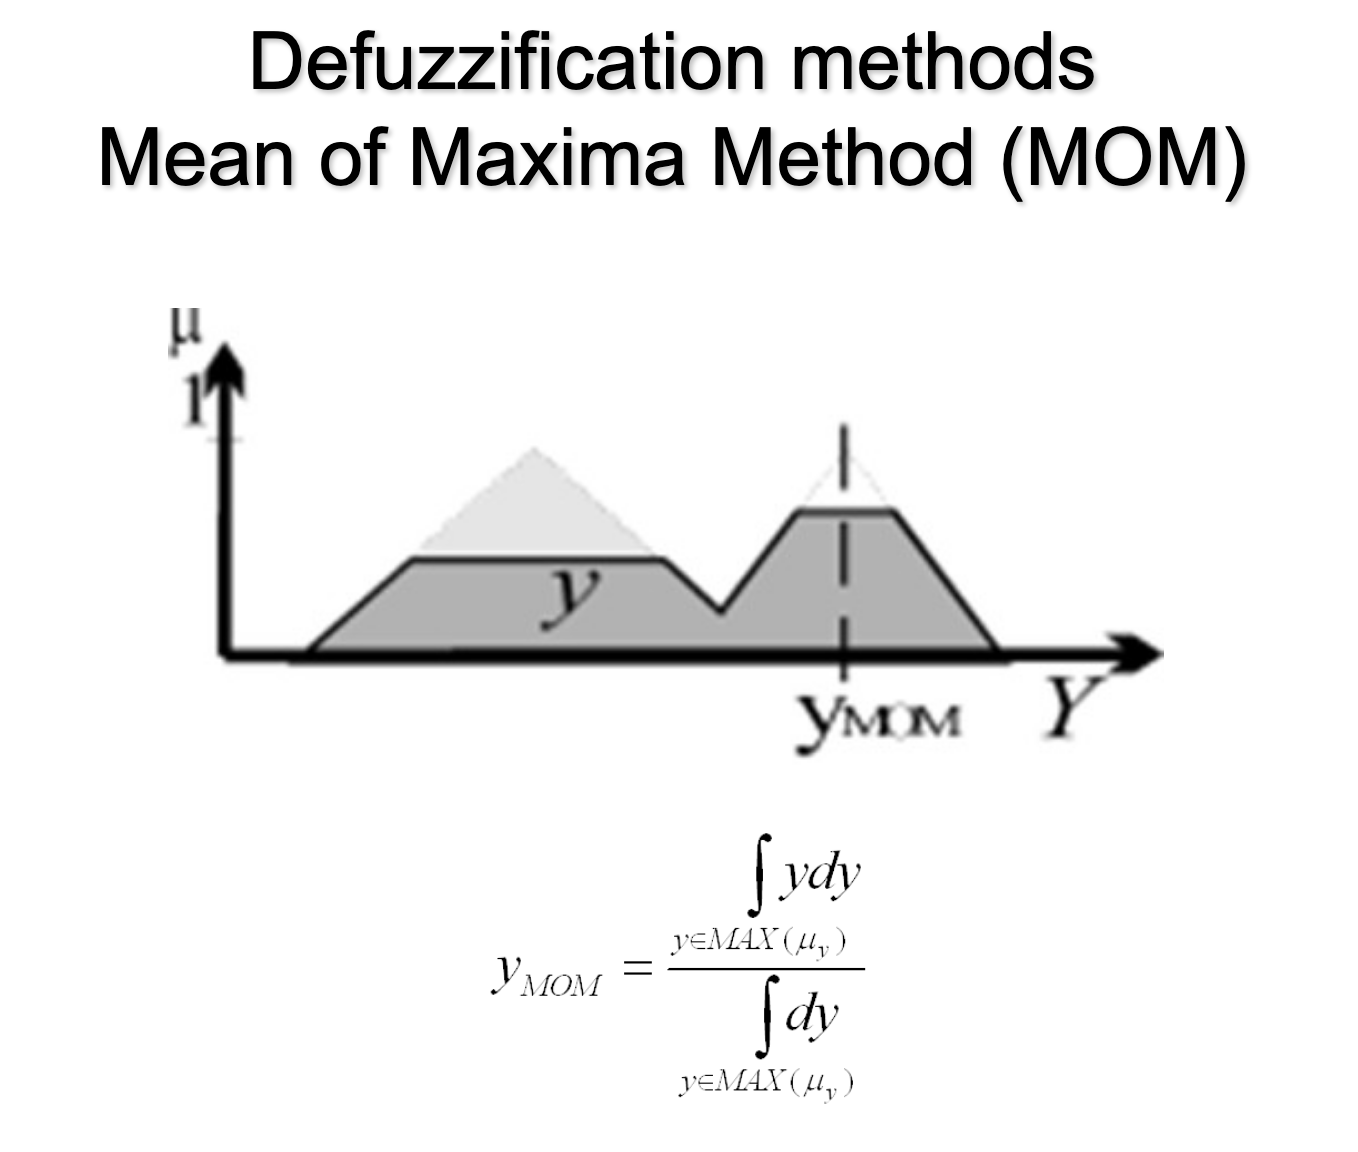 Defuzzification methods
Mean of Maxima Method (MOM)
μ
1
y
yMOM
Y
∫ydy
y∈MAX(μy)
yMOM =
∫dy
y∈MAX(μy)